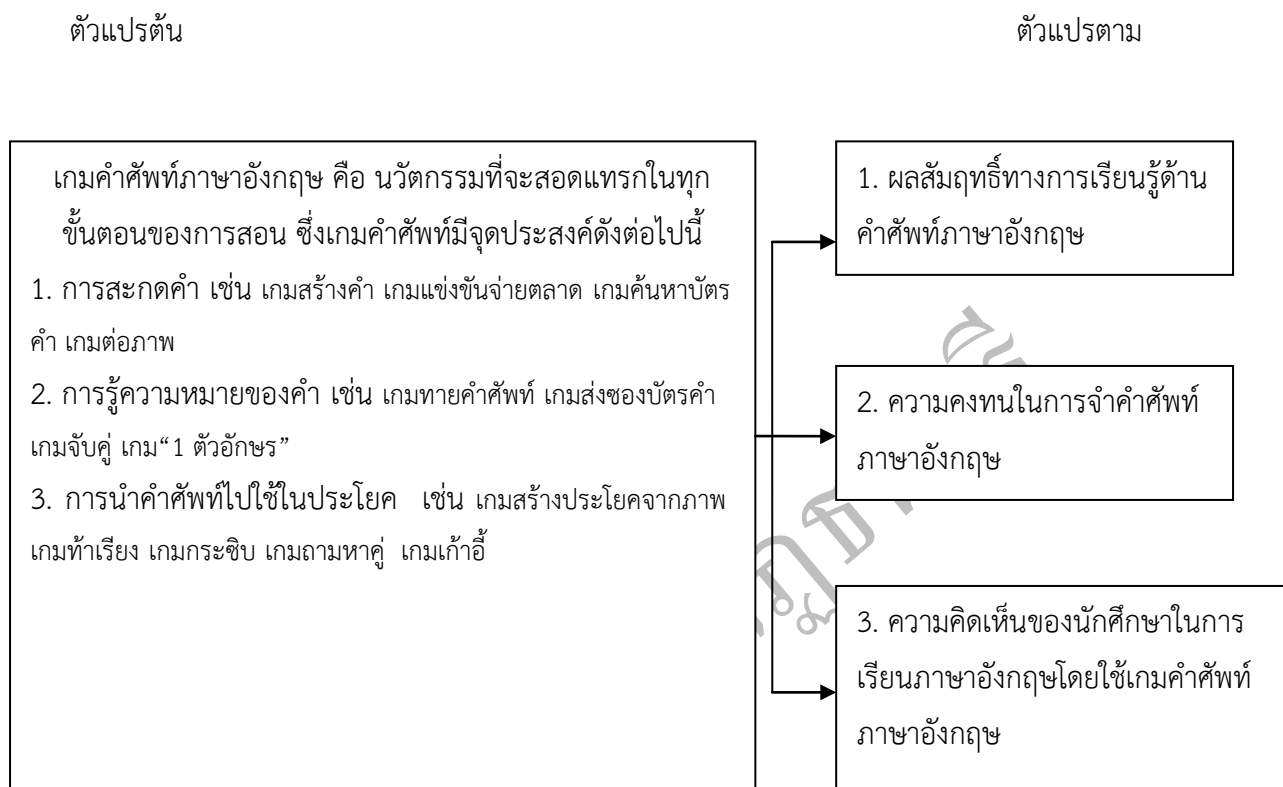 ตัวแปรต้น
ตัวแปรตาม
เกมคำศัพท์ภาษาอังกฤษ คือ นวัตกรรมที่จะสอดแทรกในทุก
ขั้นตอนของการสอน ซึ่งเกมคำศัพท์มีจุดประสงค์ดังต่อไปนี้
1. การสะกดคำ เช่น เกมสร้างคำ เกมแข่งขันจ่ายตลาด เกมค้นหาบัตร
คำ เกมต่อภาพ
2. การรู้ความหมายของคำ เช่น เกมทายคำศัพท์ เกมส่งซองบัตรคำ
เกมจับคู่ เกม“1 ตัวอักษร”
3. การนำคำศัพท์ไปใช้ในประโยค เช่น เกมสร้างประโยคจากภาพ
เกมท้าเรียง เกมกระซิบ เกมถามหาคู่ เกมเก้าอี้
1. ผลสัมฤทธิ์ทางการเรียนรู้ด้าน
คำศัพท์ภาษาอังกฤษ
2. ความคงทนในการจำคำศัพท์
ภาษาอังกฤษ
3. ความคิดเห็นของนักศึกษาในการ
เรียนภาษาอังกฤษโดยใช้เกมคำศัพท์
ภาษาอังกฤษ